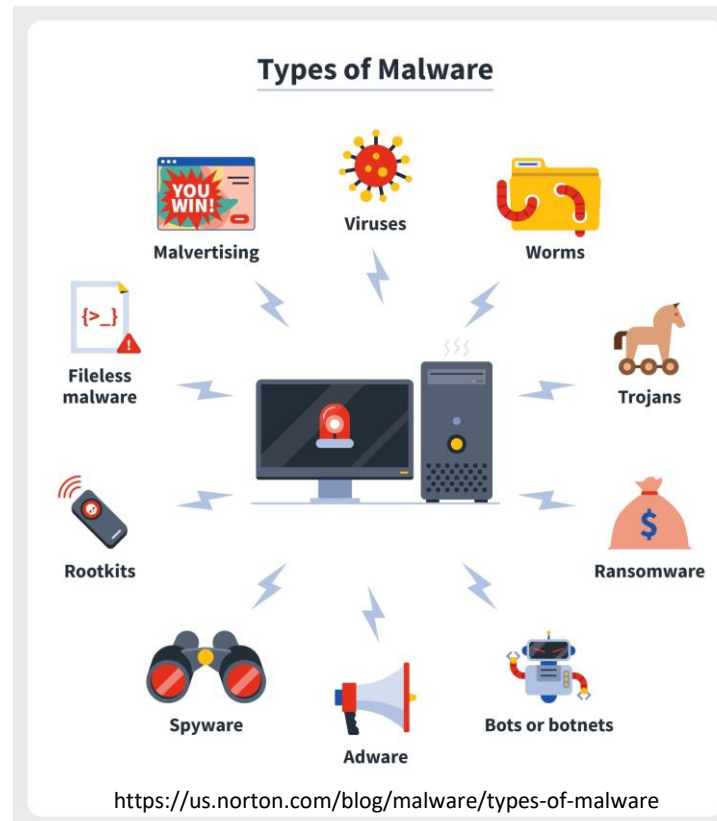 Types of Malware
YOU
WIN!
Malvertising
Viruses
Worms
{>_}
!
Fileless
malware
Trojans
Rootkits
$
Ransomware
Spyware
Adware
Bots or botnets
https://us.norton.com/blog/malware/types-of-malware